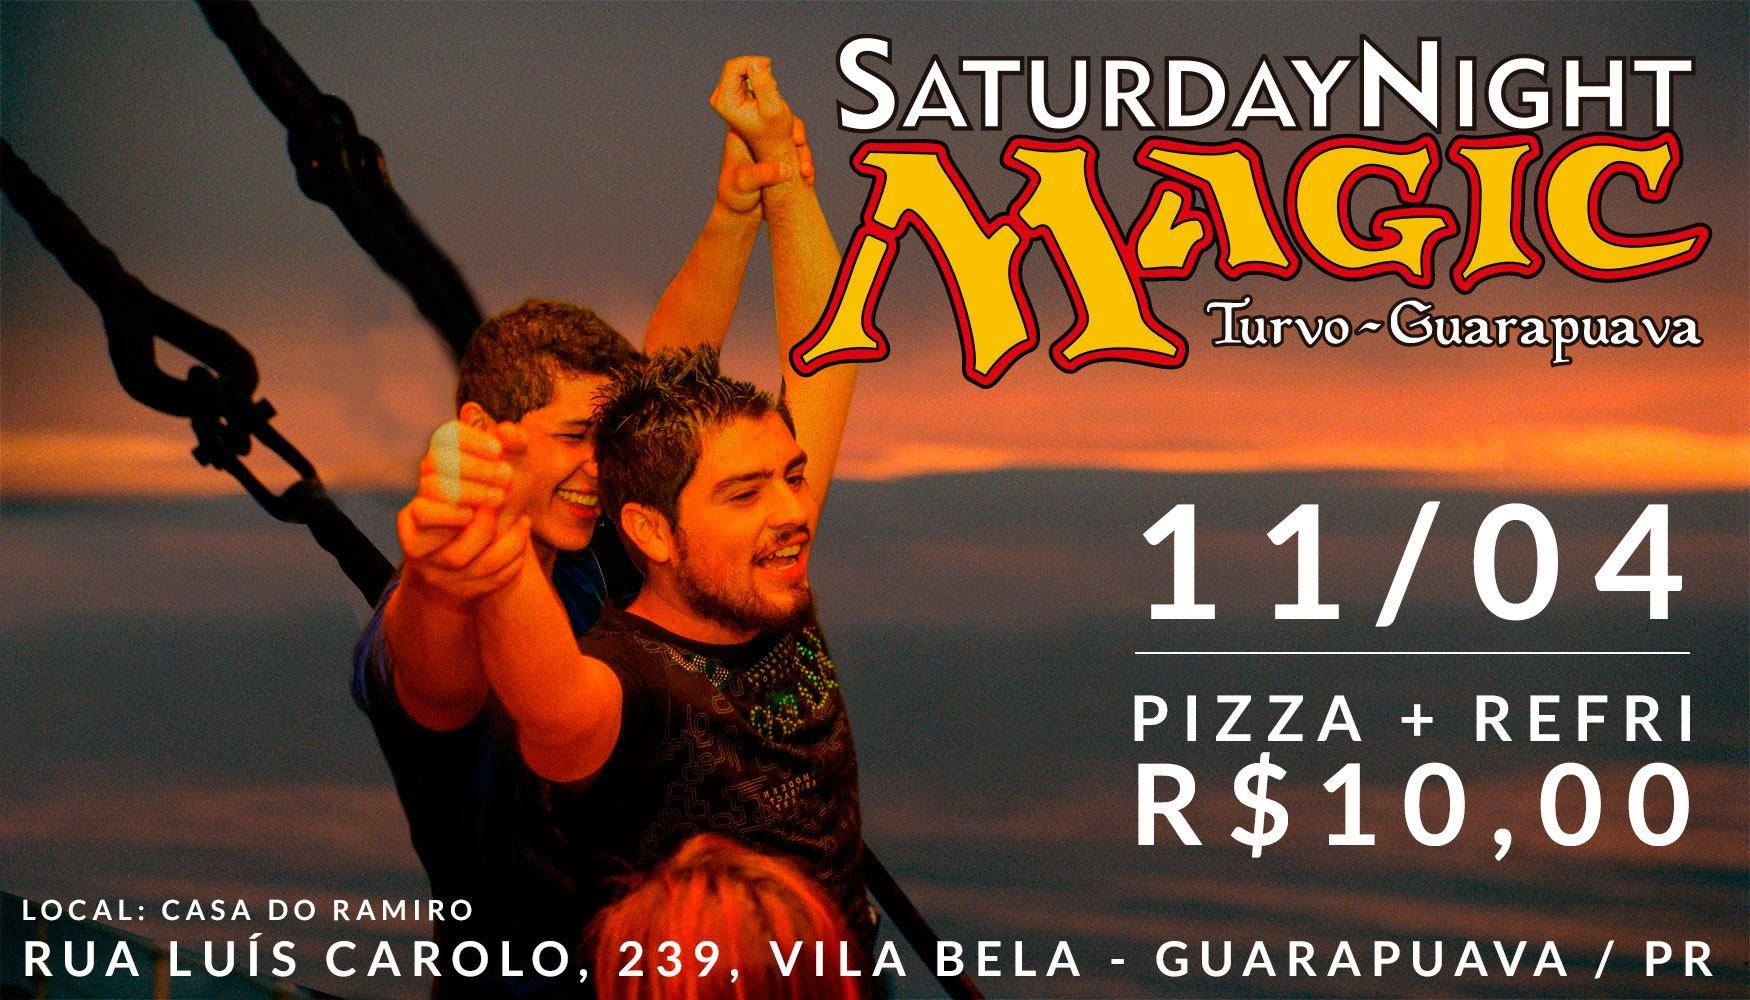 SATURDAYNIGHT
MAGIC
Turvo~Guarapuava
11/04
PIZZA + REFRI
R$10,00
LOCAL: CASA DO RAMIRO
RUA LUÍS CAROLO, 239, VILA BELA - GUARAPUAVA / PR